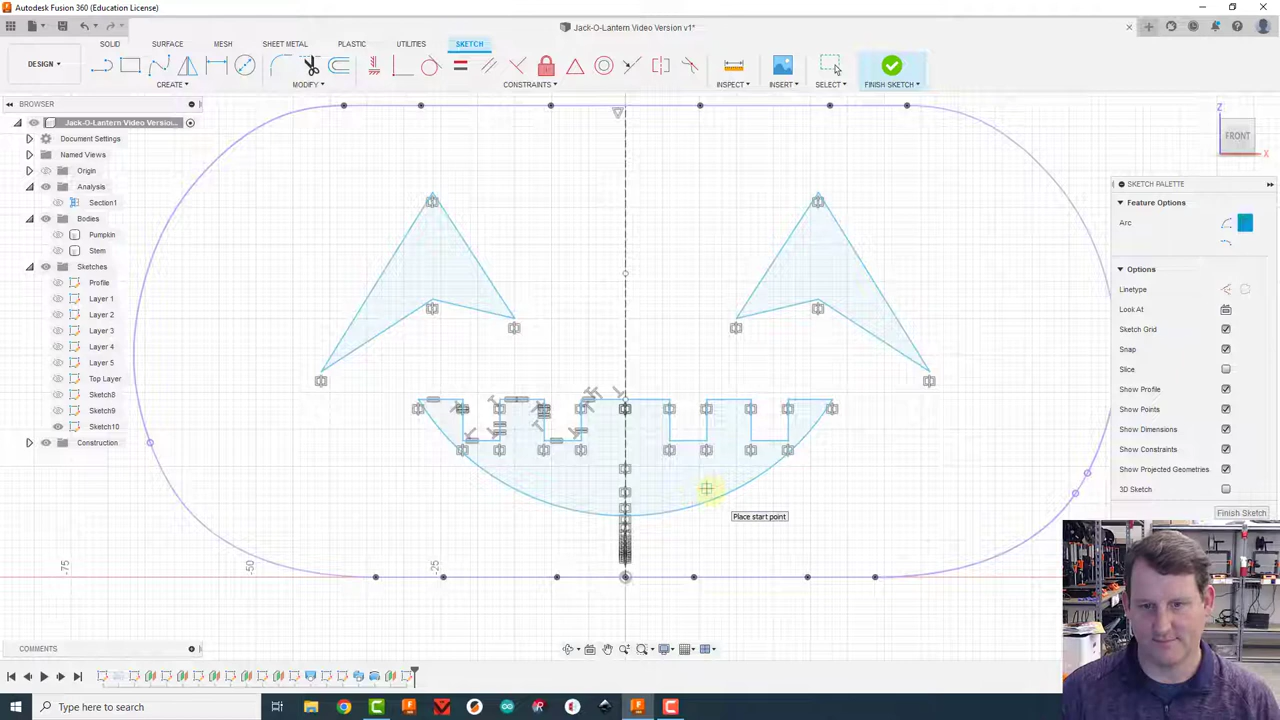 Autodesk Fusion 360 (Education License)
Jack-O-Lantern Video Version v1*
DESIGN
SOLID SURFACE MESH SHEET METAL PLASTIC UTILITIES SKETCH
CREATE MODIFY CONSTRAINTS INSPECT INSERT SELECT FINISH SKETCH
BROWSER
Jack-O-Lantern Video Version...
Document Settings
Named Views
Origin
Analysis
Section1
Bodies
Pumpkin
Stem
Sketches
Profile
Layer 1
Layer 2
Layer 3
Layer 4
Layer 5
Top Layer
Sketch8
Sketch9
Sketch10
Construction
-75
-50
-25
Place start point
Z
FRONT
X
SKETCH PALETTE
Feature Options
Arc
Options
Linetype
Look At
Sketch Grid
Snap
Slice
Show Profile
Show Points
Show Dimensions
Show Constraints
Show Projected Geometries
3D Sketch
Finish Sketch
COMMENTS
Type here to search